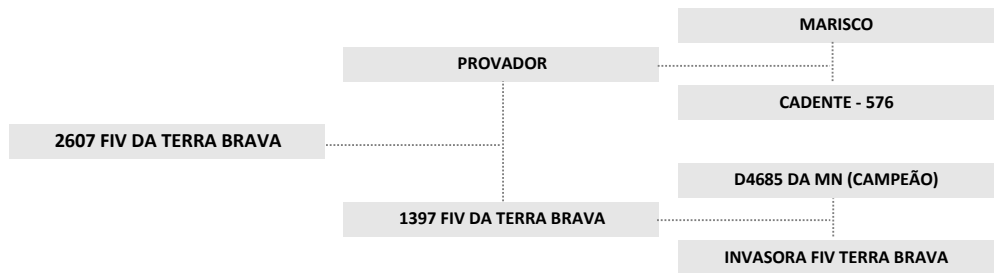 MARISCO
PROVADOR
CADENTE - 576
2607 FIV DA TERRA BRAVA
D4685 DA MN (CAMPEÃO)
1397 FIV DA TERRA BRAVA
INVASORA FIV TERRA BRAVA